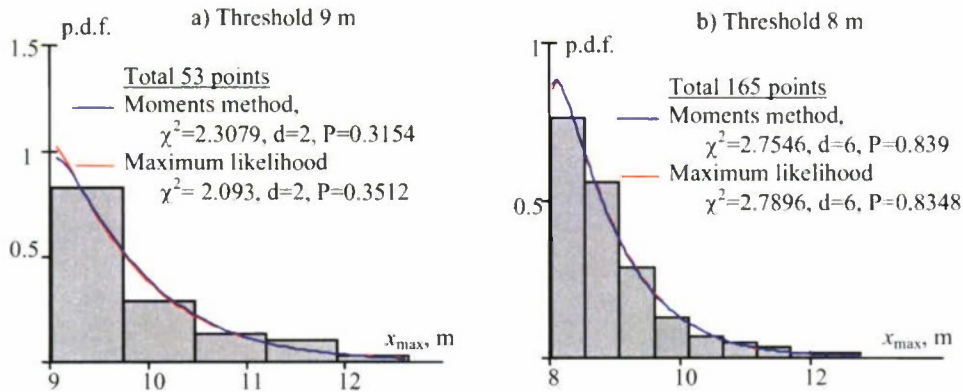 a) Threshold 9 m
p.d.f.
1.5
Total 53 points
Moments method,
χ²=2.3079, d=2, P=0.3154
Maximum likelihood
χ²= 2.093, d=2, P=0.3512
1
0.5
0
x_max, m
9
10
11
12
b) Threshold 8 m
p.d.f.
1
Total 165 points
Moments method,
χ²=2.7546, d=6, P=0.839
Maximum likelihood
χ²=2.7896, d=6, P=0.8348
0.5
x_max, m
8
10
12